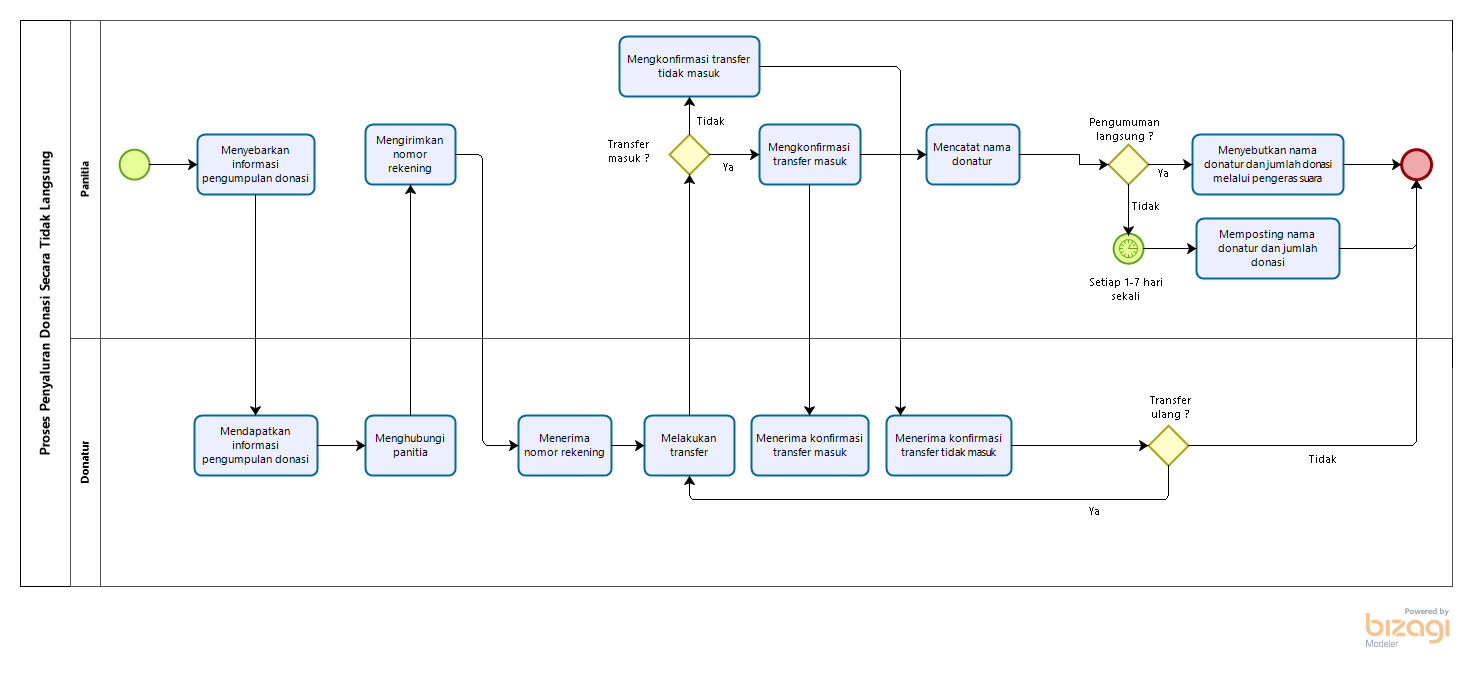 Proses Penyaluran Donasi Secara Tidak Langsung
Panitia
Menyebarkan
informasi
pengumpulan donasi
Mengirimkan
nomor
rekening
Mengkonfirmasi transfer
tidak masuk
Transfer
masuk ?
Tidak
Ya
Mengkonfirmasi
transfer masuk
Mencatat nama
donatur
Pengumuman
langsung ?
Ya
Tidak
Menyebutkan nama
donatur dan jumlah donasi
melalui pengeras suara
Setiap 1-7 hari
sekali
Memposting nama
donatur dan jumlah
donasi
Donatur
Mendapatkan
informasi
pengumpulan donasi
Menghubungi
panitia
Menerima
nomor rekening
Melakukan
transfer
Menerima konfirmasi
transfer masuk
Menerima konfirmasi
transfer tidak masuk
Transfer
ulang ?
Tidak
Ya
Powered by
bizagi
Modeler